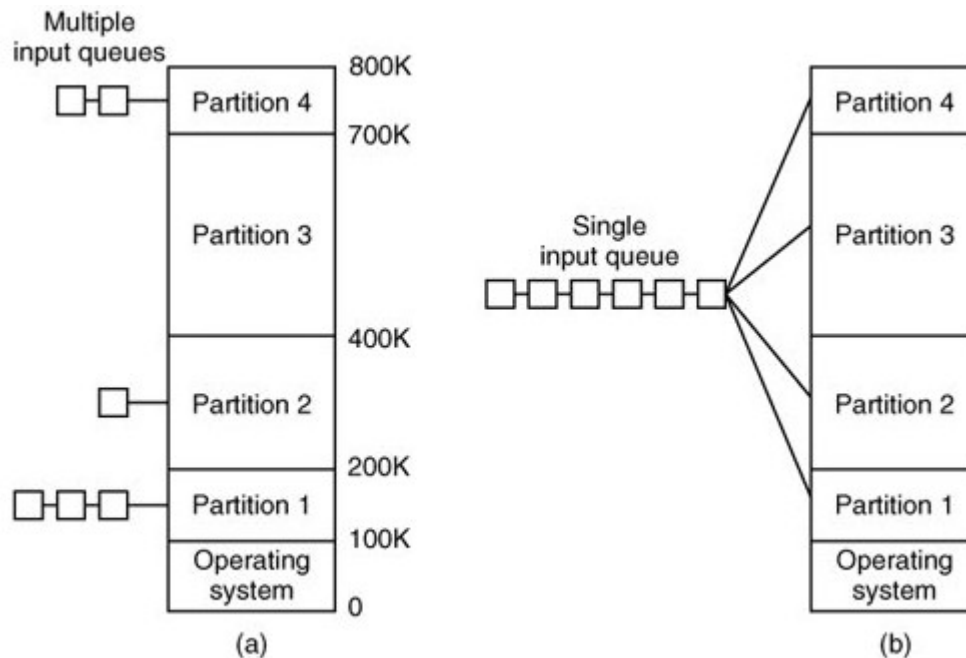 Multiple
input queues
800K
Partition 4
700K
Partition 3
400K
Partition 2
200K
Partition 1
100K
Operating
system
0
(a)
Single
input queue
Partition 4
Partition 3
Partition 2
Partition 1
Operating
system
(b)